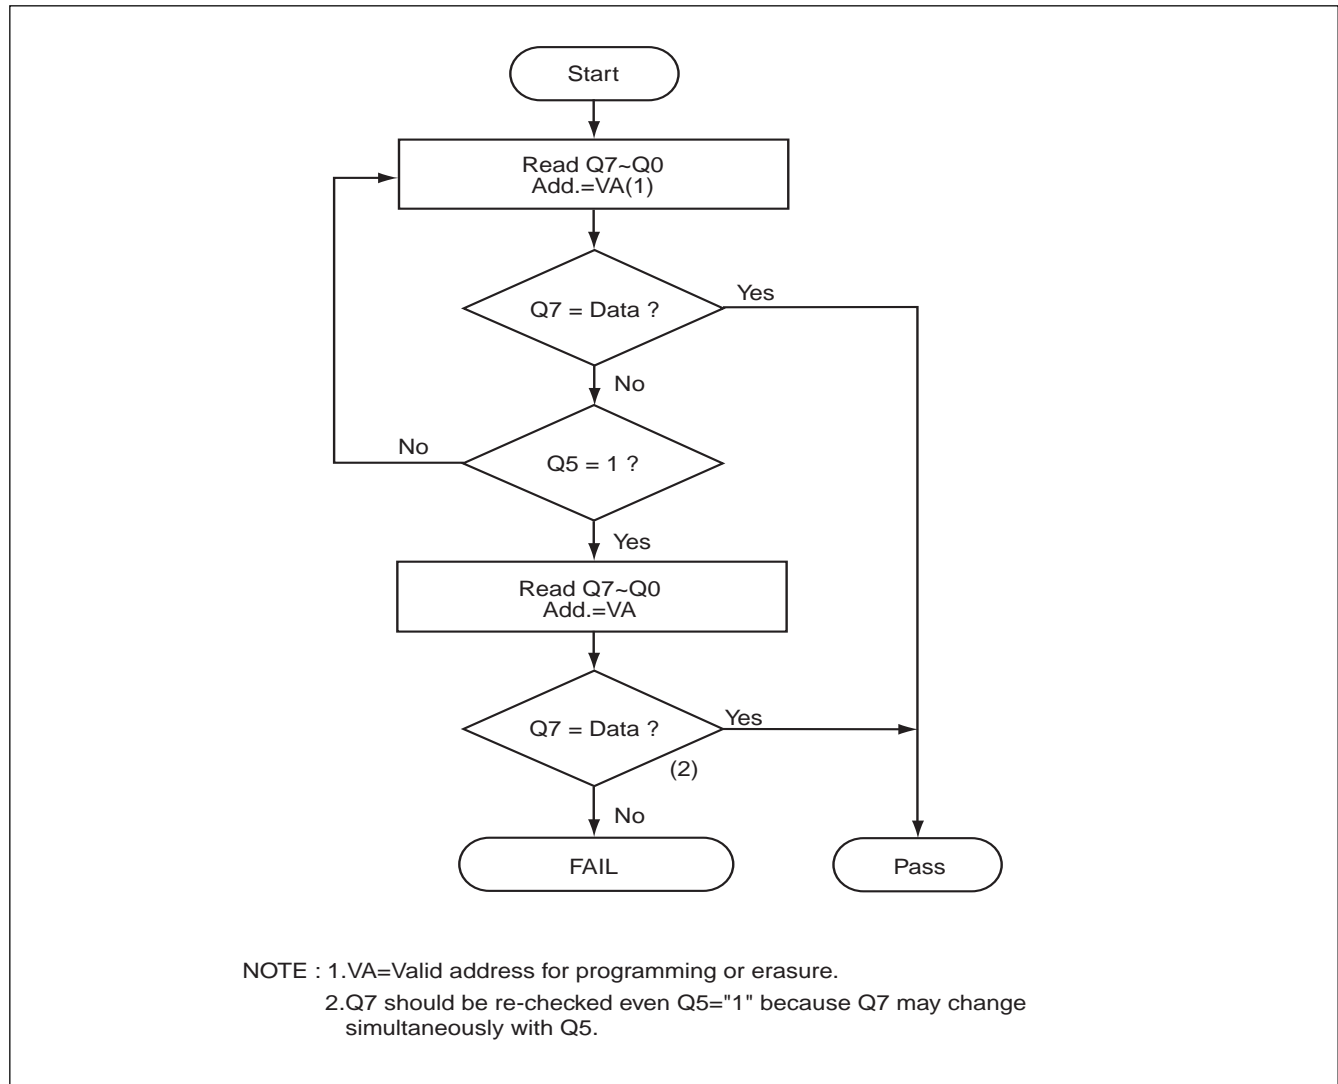 Start
Read Q7~Q0
Add.=VA(1)
Q7 = Data ?
Yes
No
No
Q5 = 1 ?
Yes
Read Q7~Q0
Add.=VA
Q7 = Data ?
Yes
(2)
No
FAIL
Pass
NOTE : 1.VA=Valid address for programming or erasure.
2.Q7 should be re-checked even Q5="1" because Q7 may change
simultaneously with Q5.